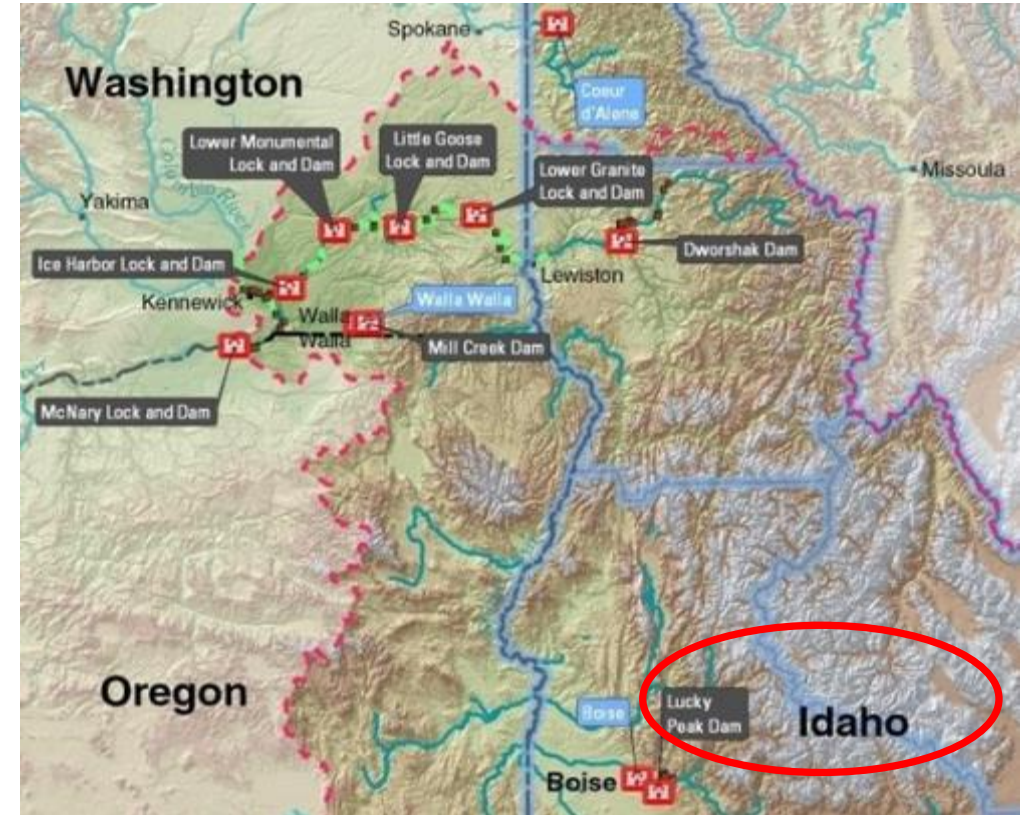 Spokane
Washington
Coeur
d'Alene
Lower Monumental
Lock and Dam
Little Goose
Lock and Dam
Lower Granite
Lock and Dam
Missoula
Yakima
Columbia River
Ice Harbor Lock and Dam
Dworshak Dam
Lewiston
Kennewick
Walla Walla
Walla
Walla
Mill Creek Dam
McNary Lock and Dam
Oregon
Boise
Lucky
Peak Dam
Idaho
Boise